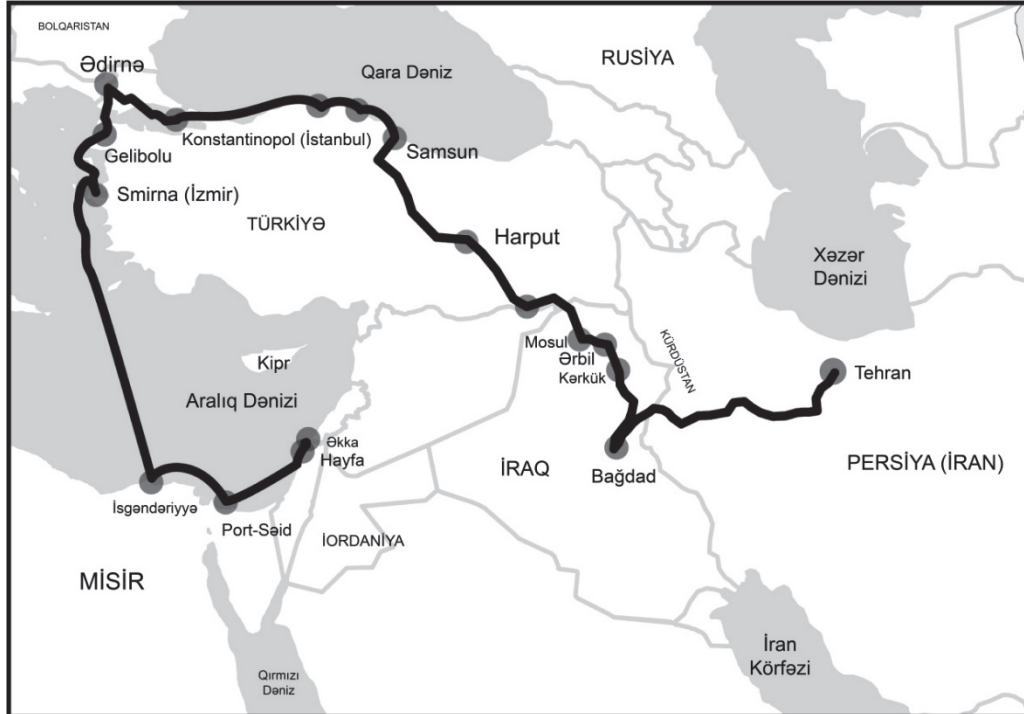 BOLQARISTAN
Ədirnə
Qara Dəniz
RUSİYA
Konstantinopol (İstanbul)
Gelibolu
Samsun
Smirna (İzmir)
TÜRKİYƏ
Harput
Xəzər
Dənizi
Mosul
Ərbil
Kərkük
KÜRDÜSTAN
Kipr
Tehran
Aralıq Dənizi
Əkka
Hayfa
İRAQ
Bağdad
PERSİYA (İRAN)
İsgəndəriyyə
Port-Səid
İORDANİYA
MİSİR
İran
Körfəzi
Qırmızı
Dəniz